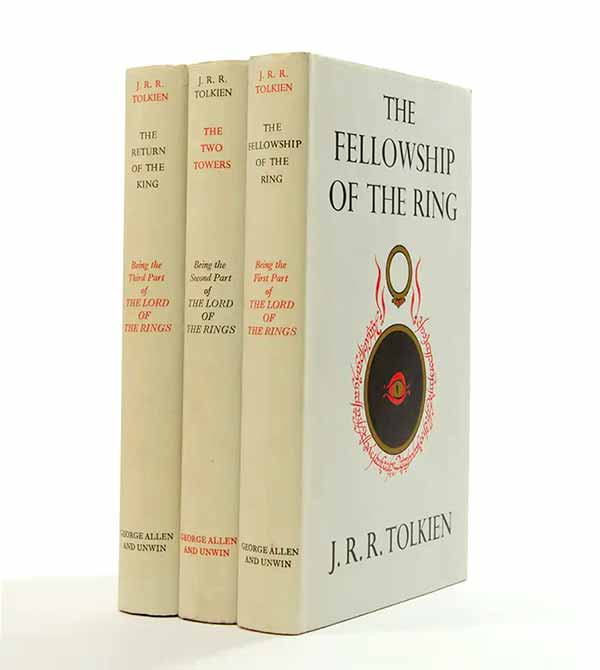 J. R. R.
TOLKIEN
THE
RETURN
OF THE
KING
Being the
Third Part
of
THE LORD
OF
THE RINGS
GEORGE ALLEN
AND UNWIN
J. R. R.
TOLKIEN
THE
TWO
TOWERS
Being the
Second Part
of
THE LORD
OF
THE RINGS
GEORGE ALLEN
AND UNWIN
J. R. R.
TOLKIEN
THE
FELLOWSHIP
OF THE
RING
Being the
First Part
of
THE LORD
OF
THE RINGS
GEORGE ALLEN
AND UNWIN
THE
FELLOWSHIP
OF THE RING
J. R. R. TOLKIEN